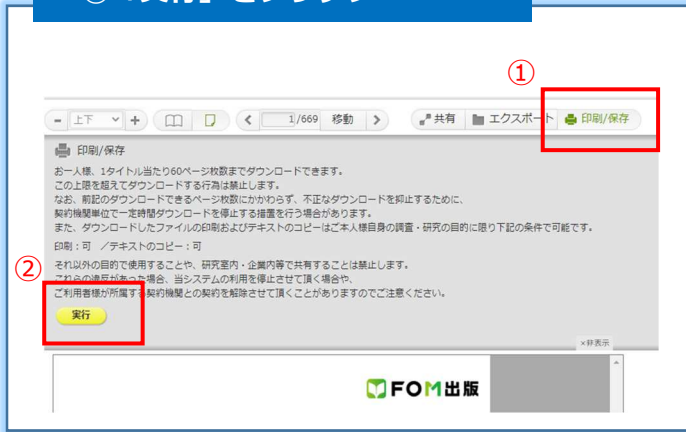 ②「実行」をクリック
①
上下
1/669 移動
共有 エクスポート 印刷/保存
印刷/保存
お一人様、1タイトル当たり60ページ枚数までダウンロードできます。
この上限を超えてダウンロードする行為は禁止します。
なお、前記のダウンロードできるページ枚数にかかわらず、不正なダウンロードを抑止するために、
契約機関単位で一定時間ダウンロードを停止する措置を行う場合があります。
また、ダウンロードしたファイルの印刷およびテキストのコピーはご本人様自身の調査・研究の目的に限り下記の条件で可能です。
印刷：可 ／テキストのコピー：可
②
それ以外の目的で使用することや、研究室内・企業内等で共有することは禁止します。
これらの違反があった場合、当システムの利用を停止させて頂く場合や、
ご利用者様が所属する契約機関との契約を解除させて頂くことがありますのでご注意ください。
実行
×非表示
FOM出版